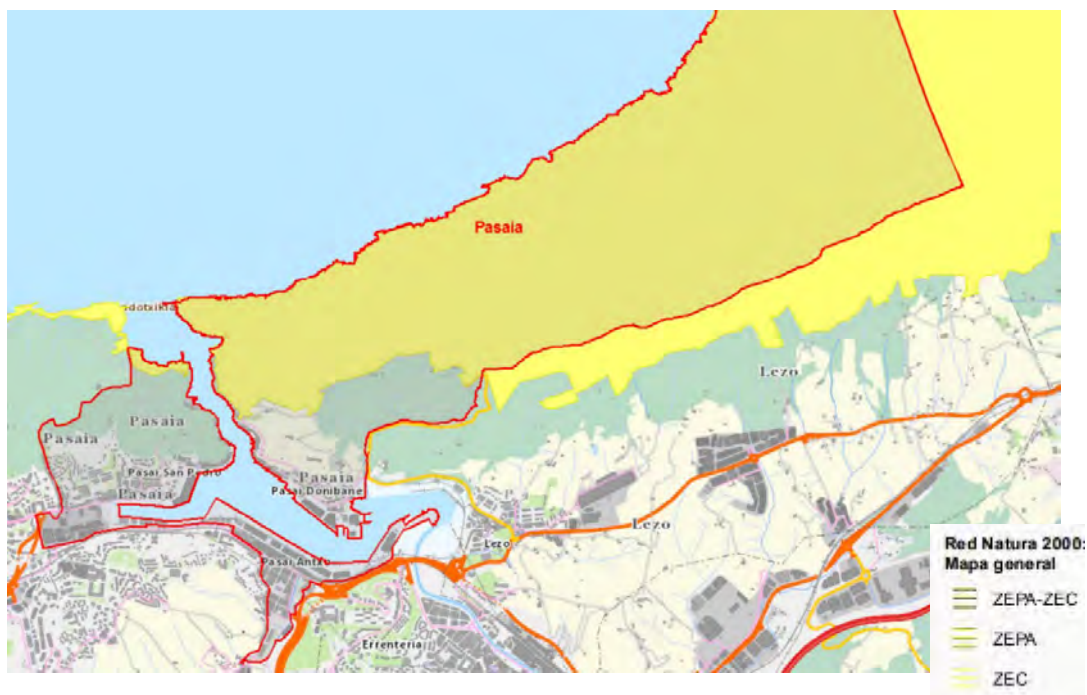 Pasaia
odotxikia
Lezo
Pasaia
Pasaia
Pasai San Pedro
Pasaia
Pasaia
Pasai Donibane
Lezo
Lezo
Pasai Antxo
Errenteria
Red Natura 2000:
Mapa general
ZEPA-ZEC
ZEPA
ZEC